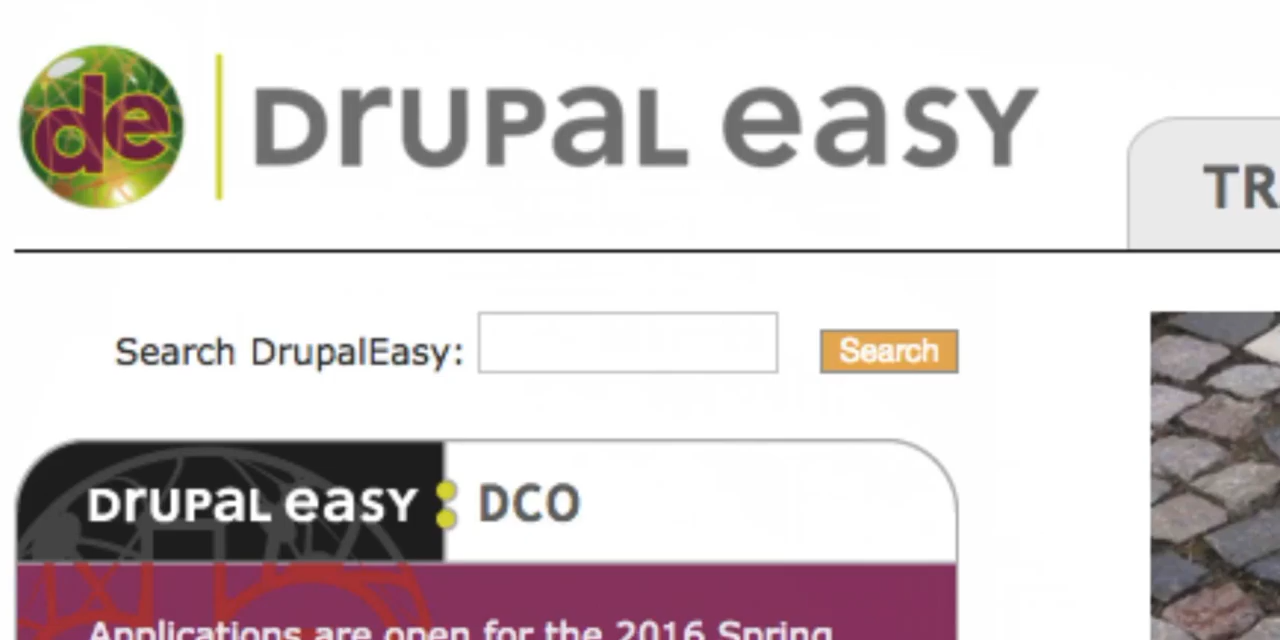 de
DrUPaL easY
TR
Search DrupalEasy:
Search
DrUPaL easY : DCO
Applications are open for the 2016 Spring